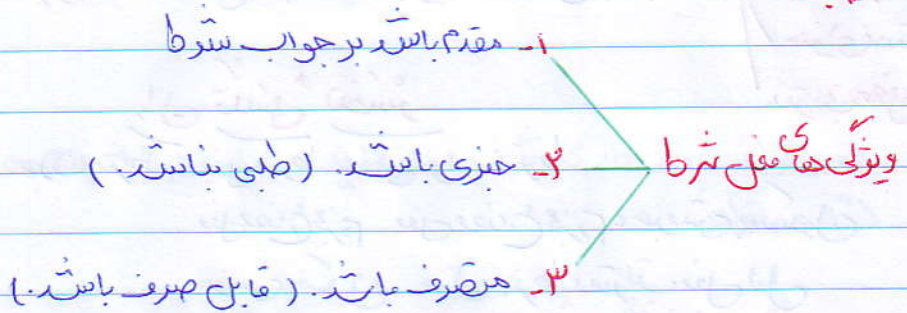 ویژگی های فعل شرط
۱- مقدم باشد بر جواب شرط
۲- خبری باشد. (طلبی نباشد.)
۳- متصرف باشد. (قابل صرف باشد.)